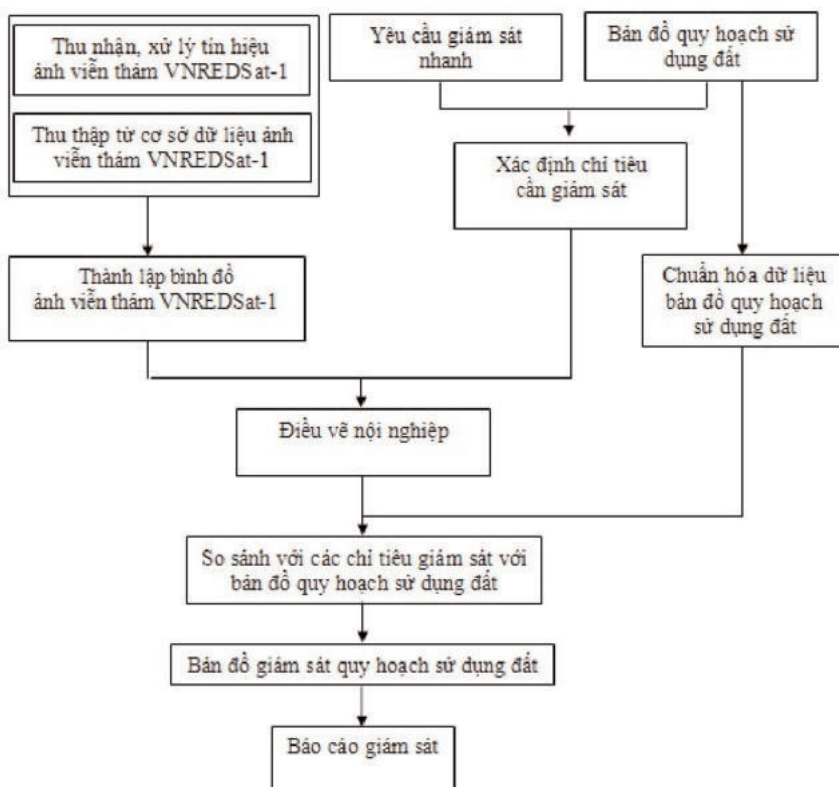 Thu nhận, xử lý tín hiệu
ảnh viễn thám VNREDSat-1
Thu thập từ cơ sở dữ liệu ảnh
viễn thám VNREDSat-1
Yêu cầu giám sát
nhanh
Bản đồ quy hoạch sử
dụng đất
Xác định chỉ tiêu
cần giám sát
Thành lập bình đồ
ảnh viễn thám VNREDSat-1
Chuẩn hóa dữ liệu
bản đồ quy hoạch
sử dụng đất
Điều vẽ nội nghiệp
So sánh với các chỉ tiêu giám sát với
bản đồ quy hoạch sử dụng đất
Bản đồ giám sát quy hoạch sử dụng đất
Báo cáo giám sát